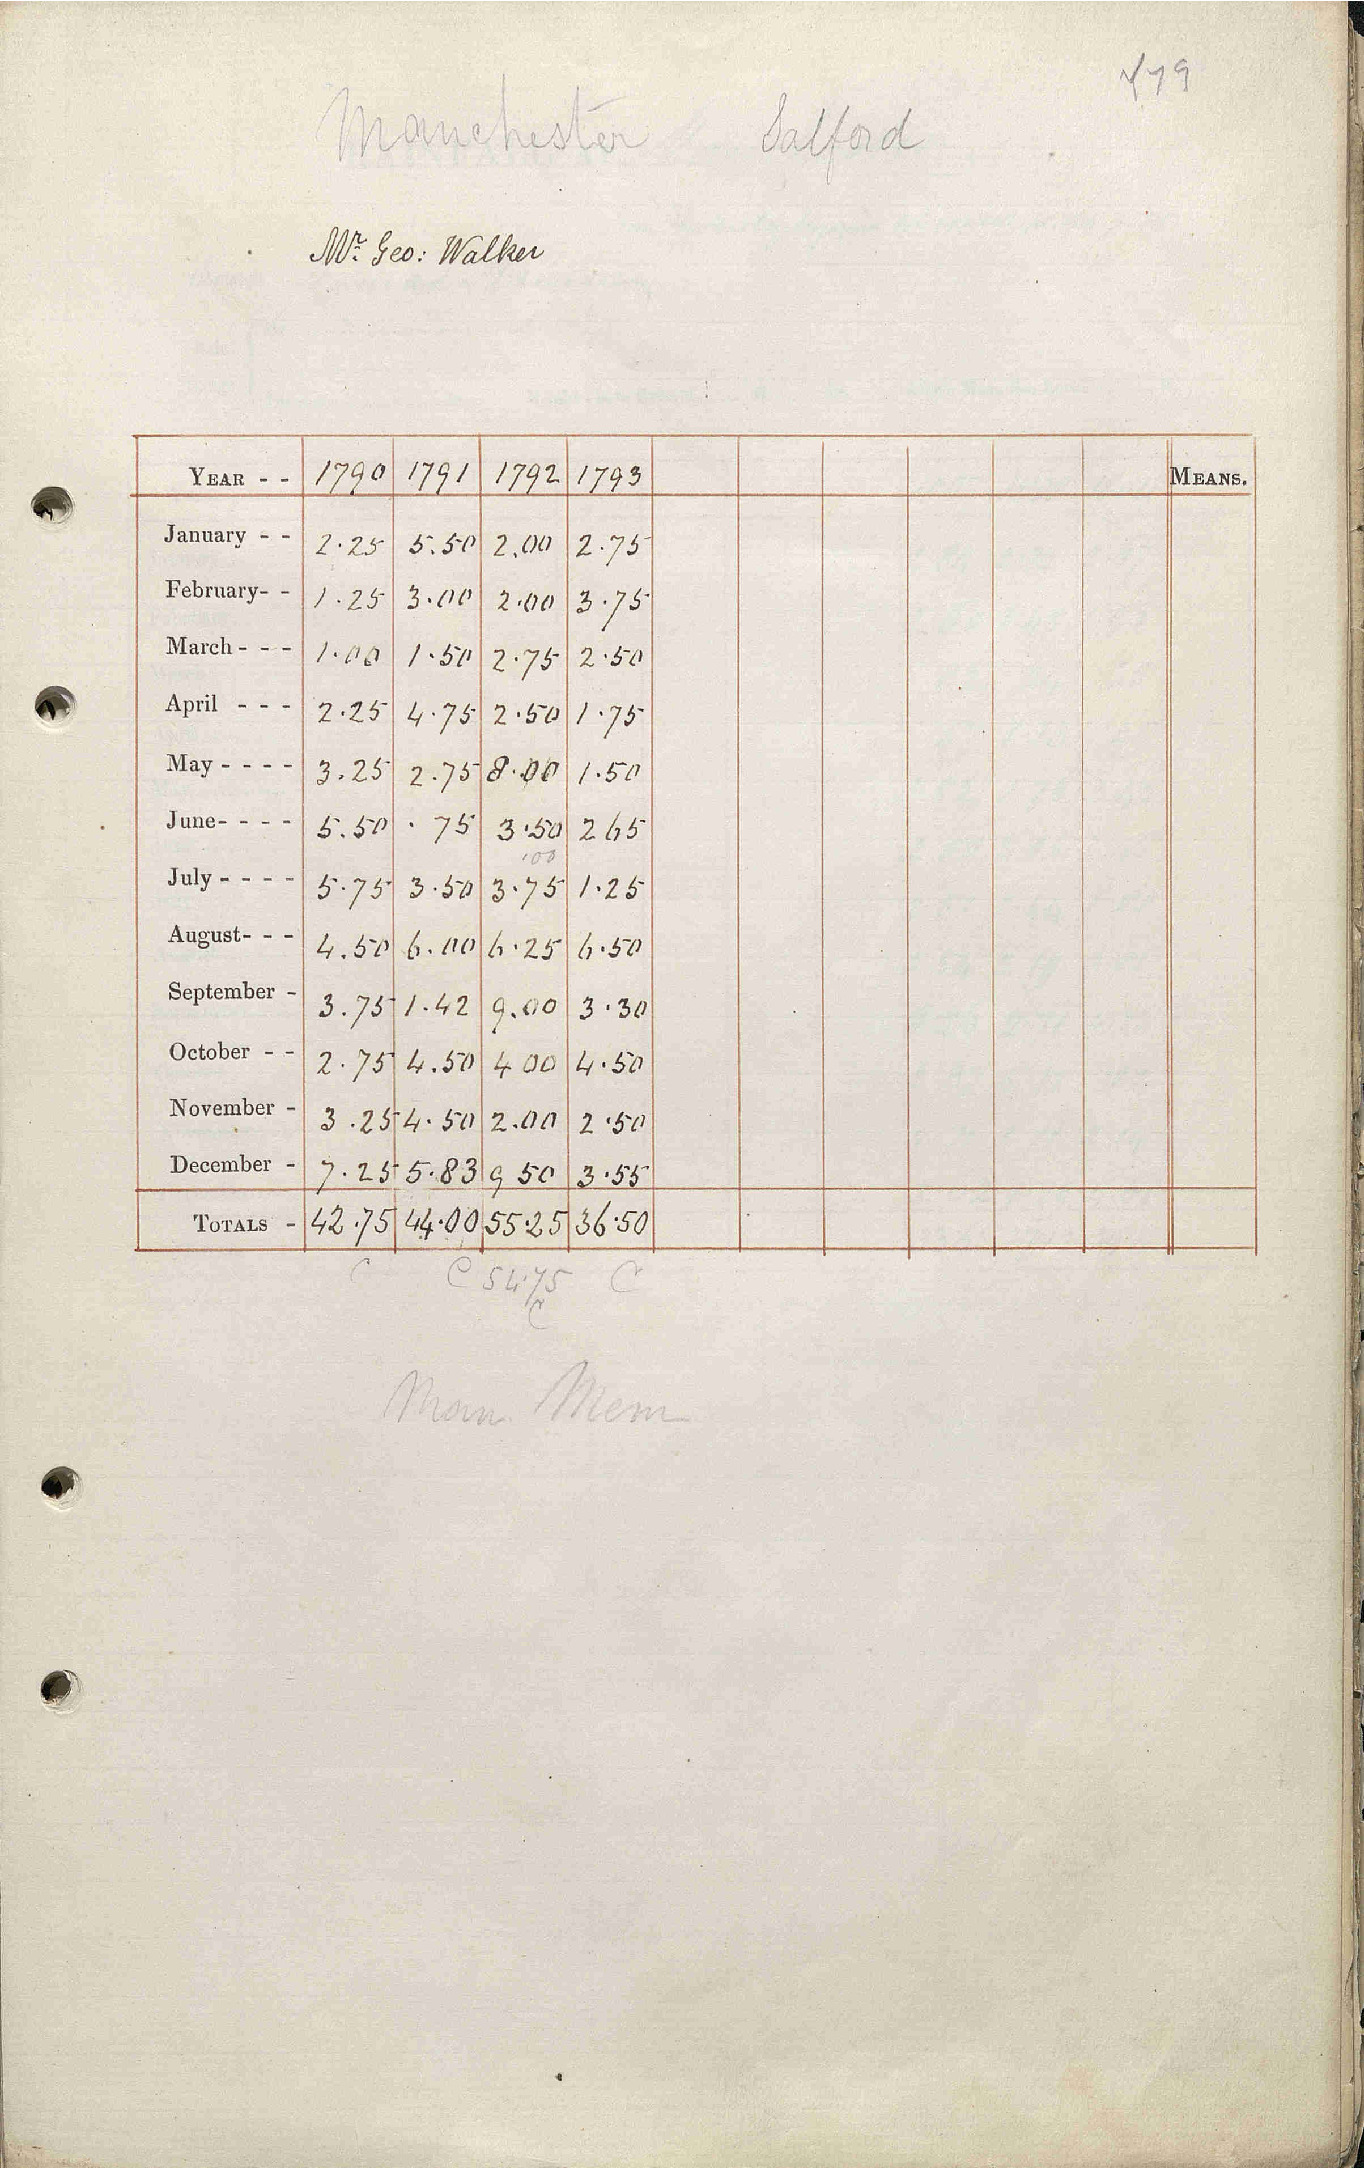 479
Manchester Salford
Mr. Geo: Walker
YEAR - - 1790 1791 1792 1793 MEANS.
January - - 2.25 5.50 2.00 2.75
February- - 1.25 3.00 2.00 3.75
March - - - 1.00 1.50 2.75 2.50
April - - - 2.25 4.75 2.50 1.75
May - - - - 3.25 2.75 8.00 1.50
June- - - - 5.50 .75 3.50 2 65
.00
July - - - - 5.75 3.50 3.75 1.25
August- - - 4.50 6.00 6.25 6.50
September - 3.75 1.42 9.00 3.30
October - - 2.75 4.50 4 00 4.50
November - 3.25 4.50 2.00 2.50
December - 7.25 5.83 9 50 3.55
TOTALS - 42.75 44.00 55.25 36.50
C C 54.75 C
C
Man. Mem